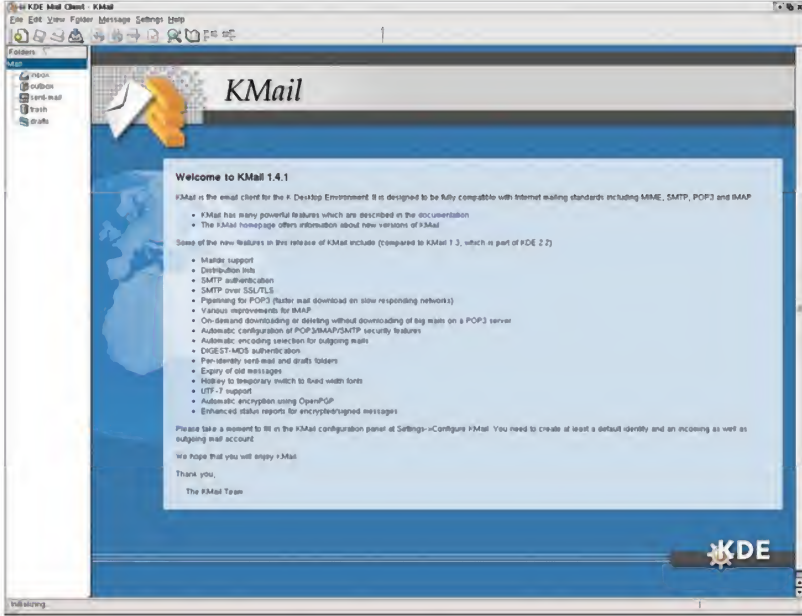 KDE Mail Client - KMail
File Edit View Folder Message Settings Help
Folders
Mail
inbox
outbox
sent-mail
trash
drafts
KMail
Welcome to KMail 1.4.1
KMail is the email client for the K Desktop Environment. It is designed to be fully compatible with Internet mailing standards including MIME, SMTP, POP3 and IMAP.
• KMail has many powerful features which are described in the documentation
• The KMail homepage offers information about new versions of KMail
Some of the new features in this release of KMail include (compared to KMail 1.3, which is part of KDE 2.2)
• Maildir support
• Distribution lists
• SMTP authentication
• SMTP over SSL/TLS
• Pipelining for POP3 (faster mail download on slow responding networks)
• Various improvements for IMAP
• On-demand downloading or deleting without downloading of big mails on a POP3 server
• Automatic configuration of POP3/IMAP/SMTP security features
• Automatic encoding selection for outgoing mails
• DIGEST-MD5 authentication
• Per-identity sent-mail and drafts folders
• Expiry of old messages
• Hotkey to temporary switch to fixed width fonts
• UTF-7 support
• Automatic encryption using OpenPGP
• Enhanced status reports for encrypted/signed messages
Please take a moment to fill in the KMail configuration panel at Settings->Configure KMail. You need to create at least a default identity and an incoming as well as
outgoing mail account.
We hope that you will enjoy KMail.
Thank you,
The KMail Team
KDE
Initializing...